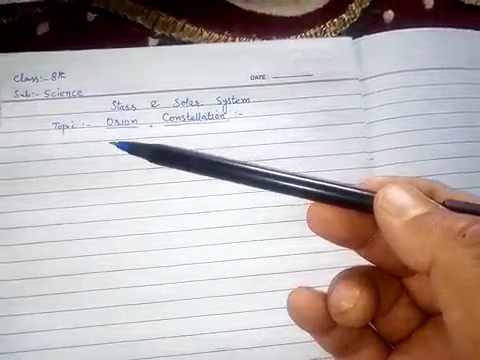 Class:- 8th
DATE: 
Sub:- Science
Stars & Solar System
Topic :- Orion Constellation :-